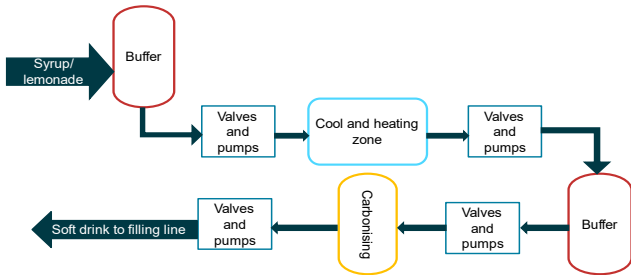 Syrup/
lemonade
Buffer
Valves
and
pumps
Cool and heating
zone
Valves
and
pumps
Buffer
Valves
and
pumps
Carbonising
Valves
and
pumps
Soft drink to filling line